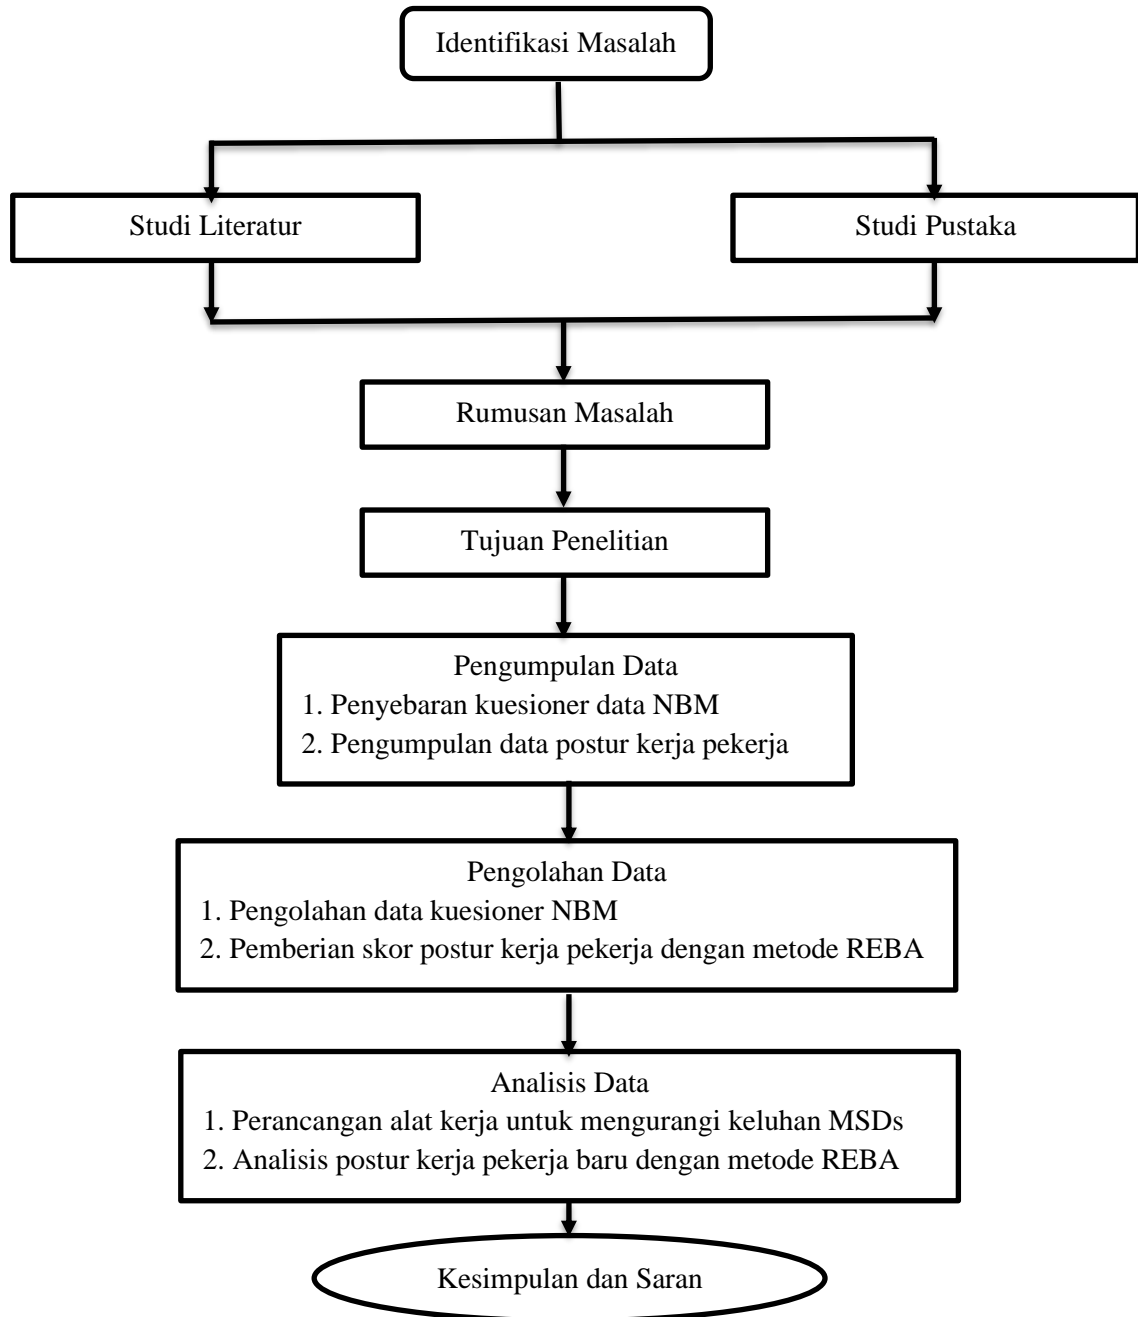 Identifikasi Masalah
Studi Literatur
Studi Pustaka
Rumusan Masalah
Tujuan Penelitian
Pengumpulan Data
1. Penyebaran kuesioner data NBM
2. Pengumpulan data postur kerja pekerja
Pengolahan Data
1. Pengolahan data kuesioner NBM
2. Pemberian skor postur kerja pekerja dengan metode REBA
Analisis Data
1. Perancangan alat kerja untuk mengurangi keluhan MSDs
2. Analisis postur kerja pekerja baru dengan metode REBA
Kesimpulan dan Saran